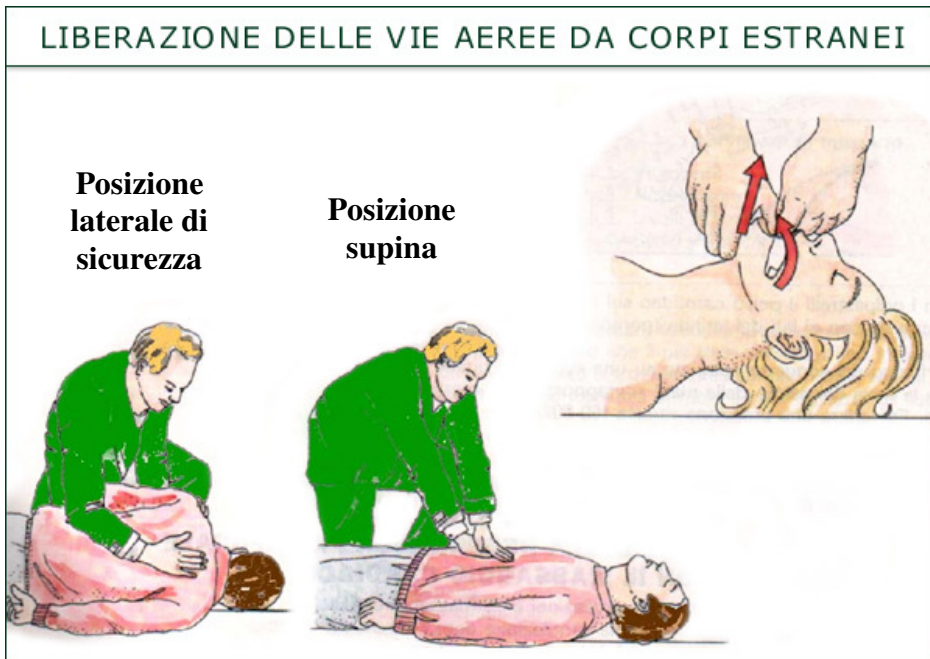 LIBERAZIONE DELLE VIE AEREE DA CORPI ESTRANEI
Posizione
laterale di
sicurezza
Posizione
supina